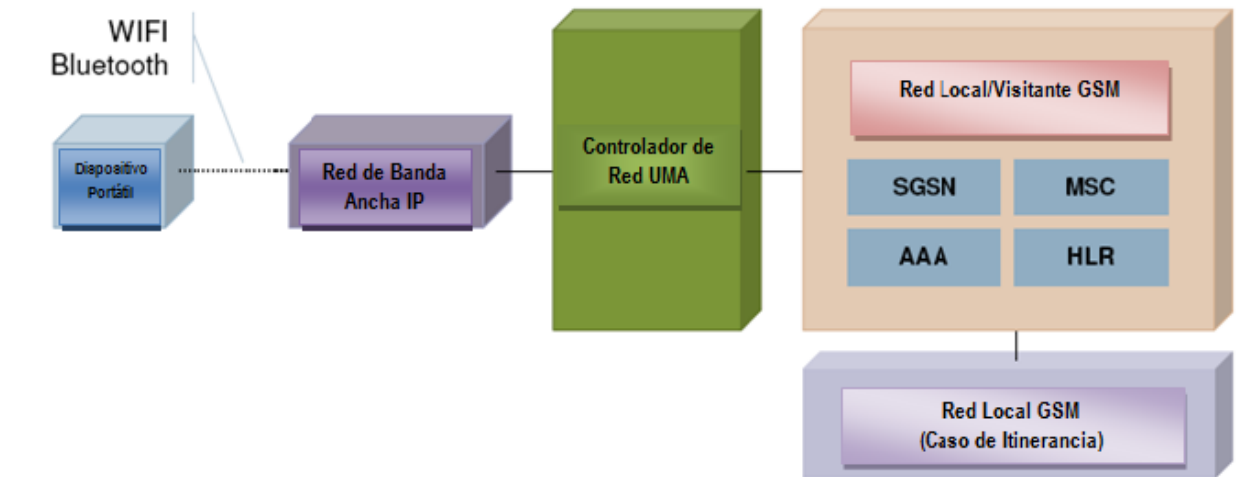 WIFI
Bluetooth
Dispositivo
Portátil
Red de Banda
Ancha IP
Controlador de
Red UMA
Red Local/Visitante GSM
SGSN
MSC
AAA
HLR
Red Local GSM
(Caso de Itinerancia)